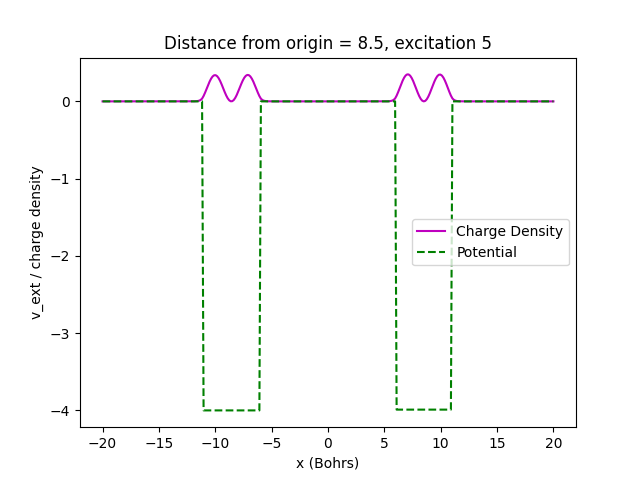 Distance from origin = 8.5, excitation 5
v_ext / charge density
0
−1
−2
−3
−4
Charge Density
Potential
−20
−15
−10
−5
0
5
10
15
20
x (Bohrs)